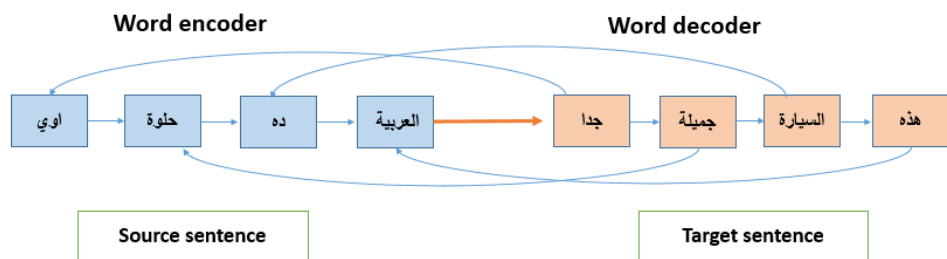 Word encoder
Word decoder
اوي
حلوة
ده
العربية
جدا
جميلة
السيارة
هذه
Source sentence
Target sentence